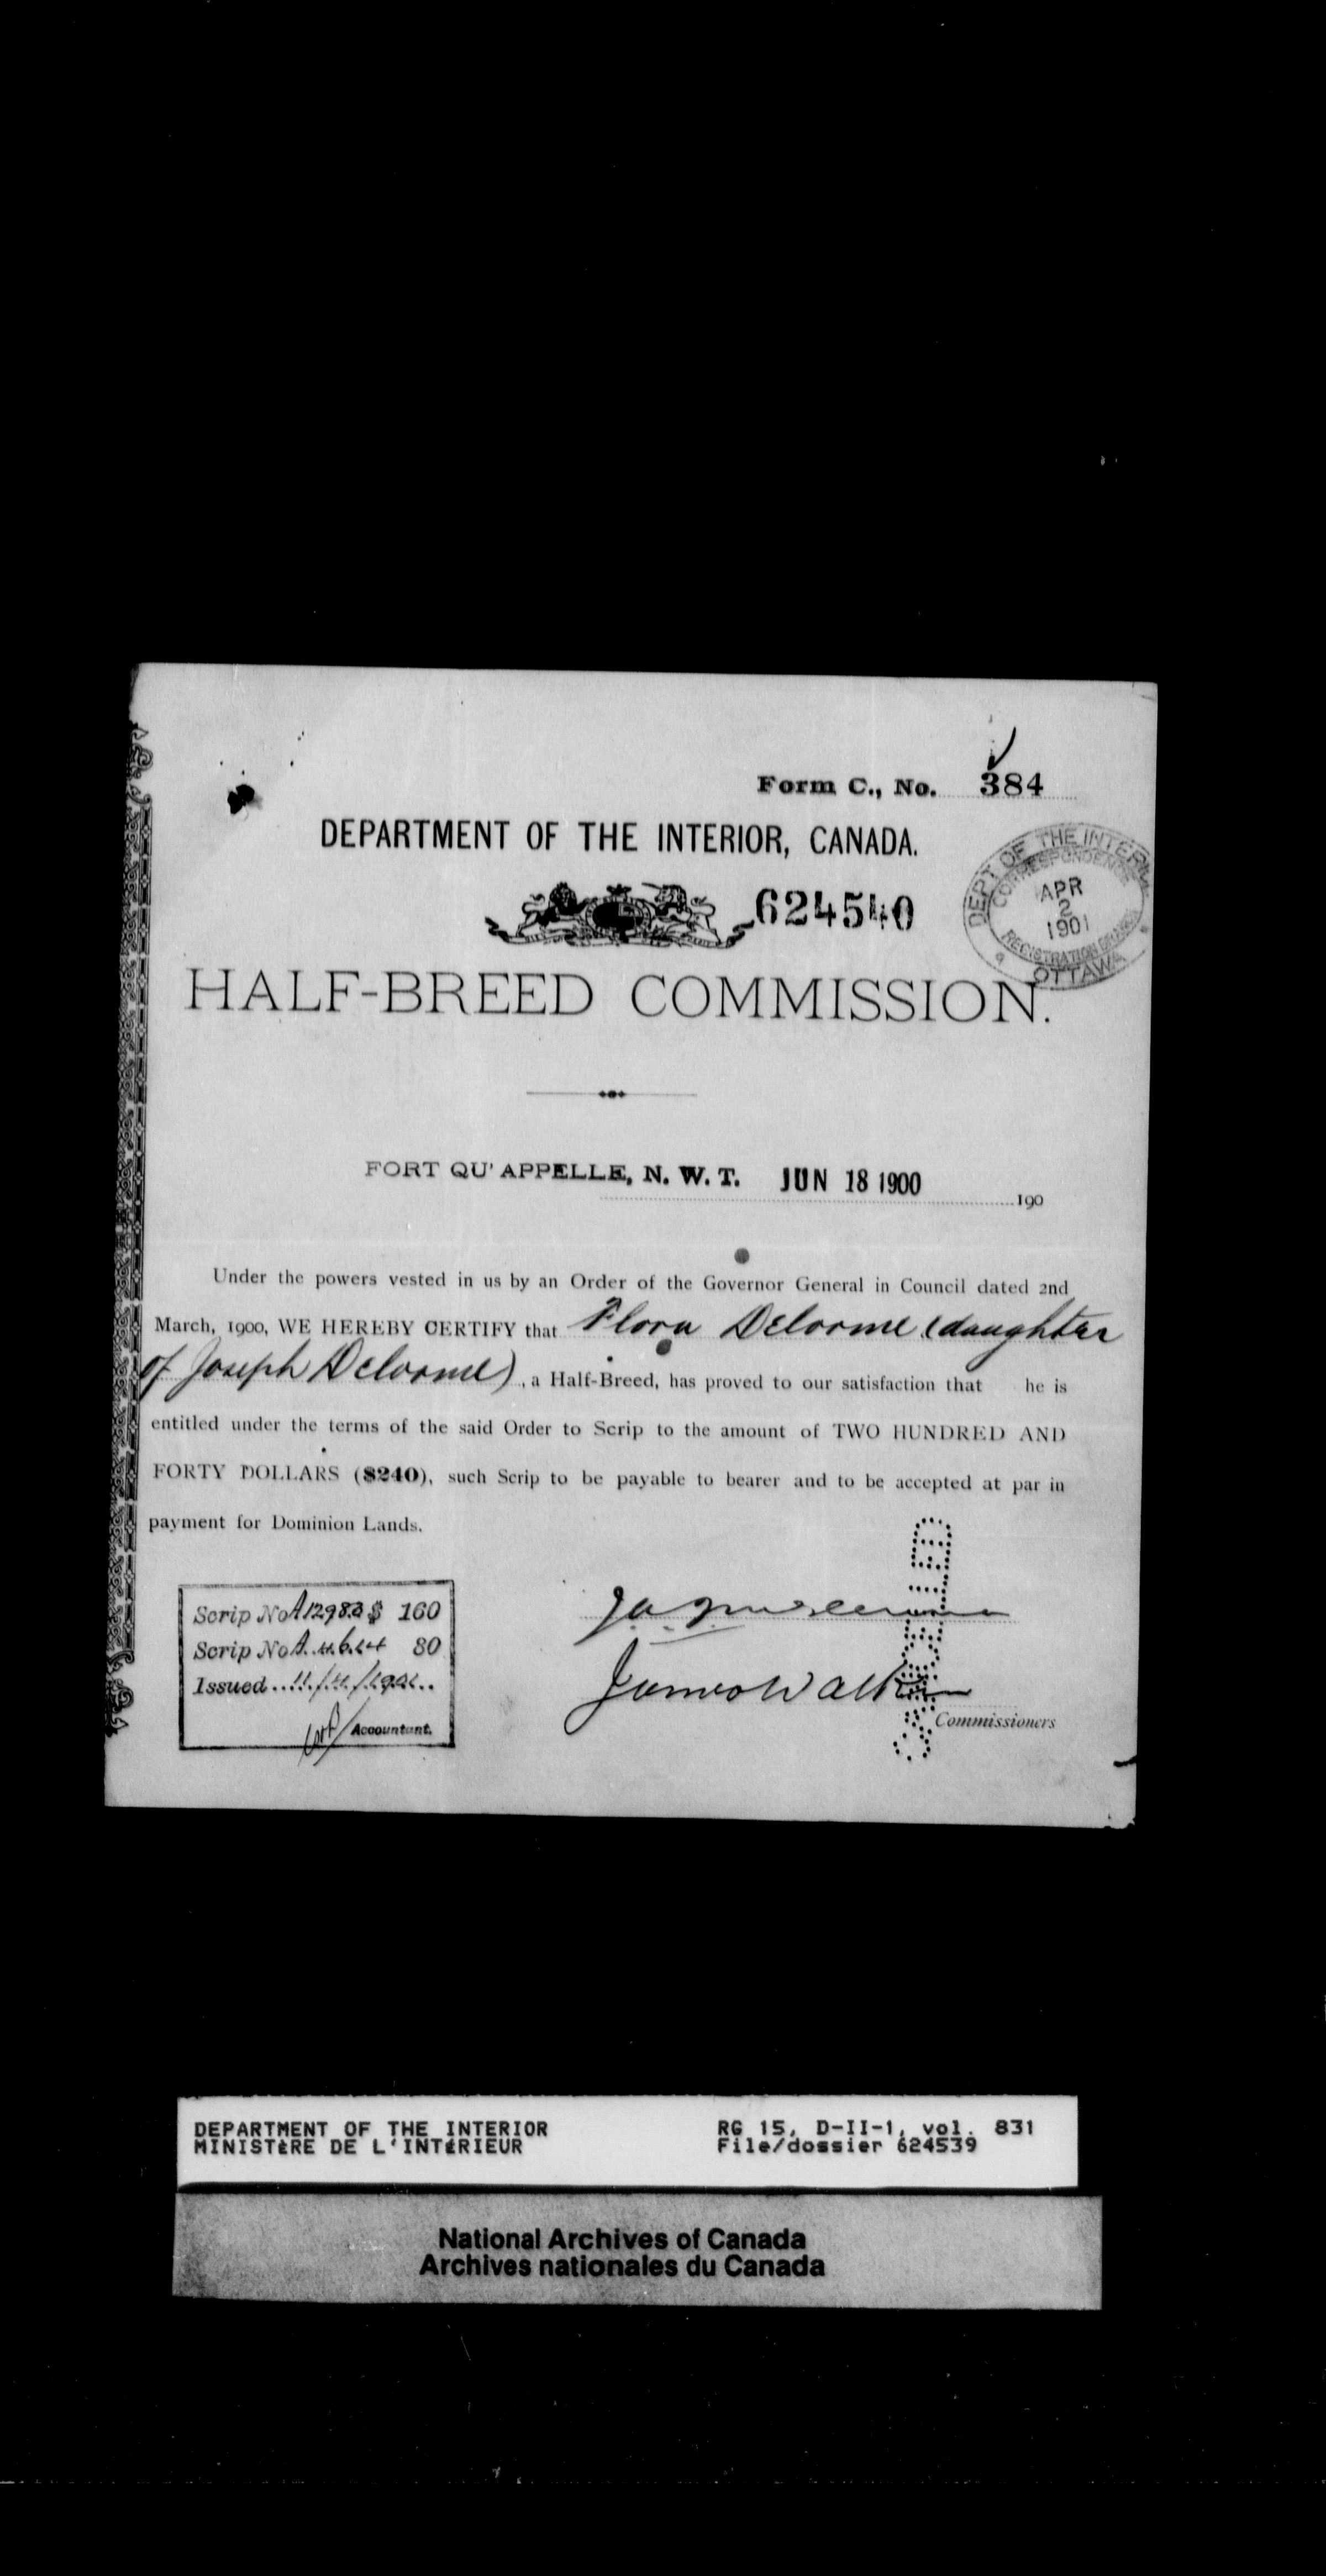 Form C., No. 384
DEPARTMENT OF THE INTERIOR, CANADA.
624540
DEPT OF THE INTERIOR
CORRESPONDENCE
APR
2
1901
REGISTRATION BRANCH
OTTAWA
HALF-BREED COMMISSION.
FORT QU'APPELLE, N. W. T. JUN 18 1900 190
Under the powers vested in us by an Order of the Governor General in Council dated 2nd
March, 1900, WE HEREBY CERTIFY that Flora Delorme (daughter
of Joseph Delorme), a Half-Breed, has proved to our satisfaction that he is
entitled under the terms of the said Order to Scrip to the amount of TWO HUNDRED AND
FORTY DOLLARS ($240), such Scrip to be payable to bearer and to be accepted at par in
payment for Dominion Lands.
Scrip No A12983 $ 160
Scrip No A. 80
Issued
Accountant.
James Walker
Commissioners
DEPARTMENT OF THE INTERIOR
MINISTèRE DE L'INTéRIEUR
RG 15, D-II-1, vol. 831
File/dossier 624539
National Archives of Canada
Archives nationales du Canada